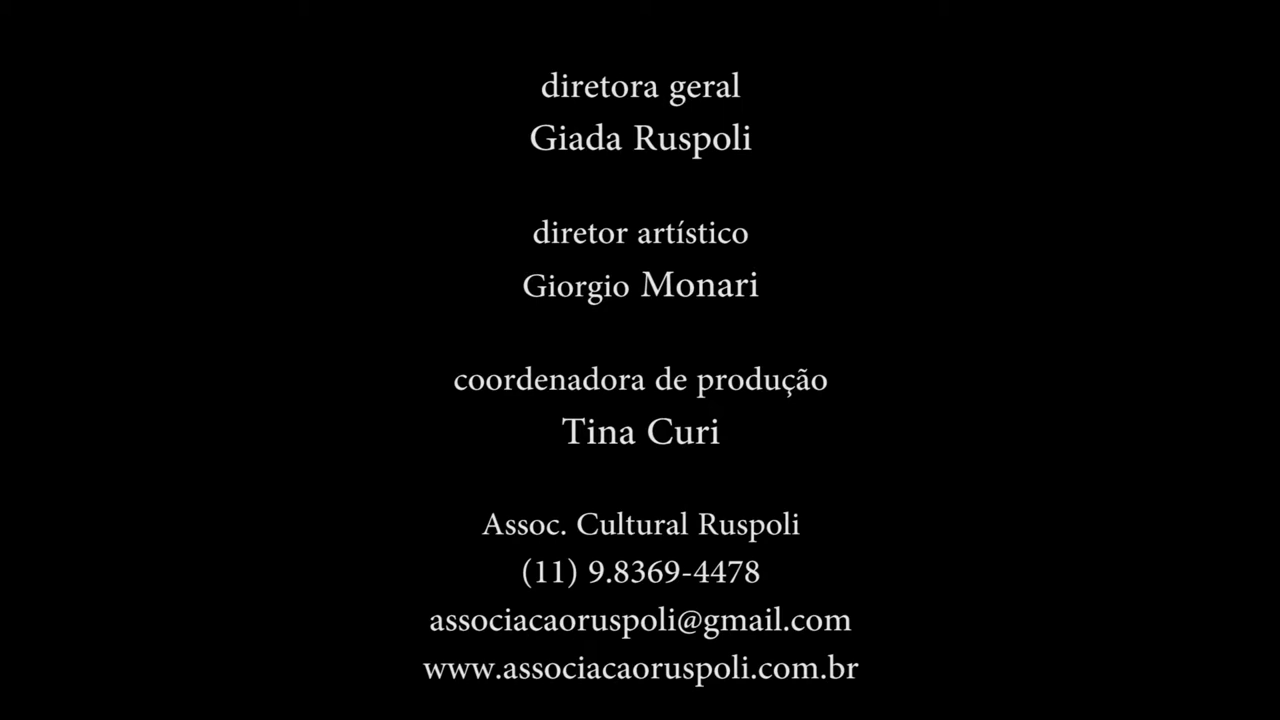 diretora geral
Giada Ruspoli
diretor artístico
Giorgio Monari
coordenadora de produção
Tina Curi
Assoc. Cultural Ruspoli
(11) 9.8369-4478
associacaoruspoli@gmail.com
www.associacaoruspoli.com.br